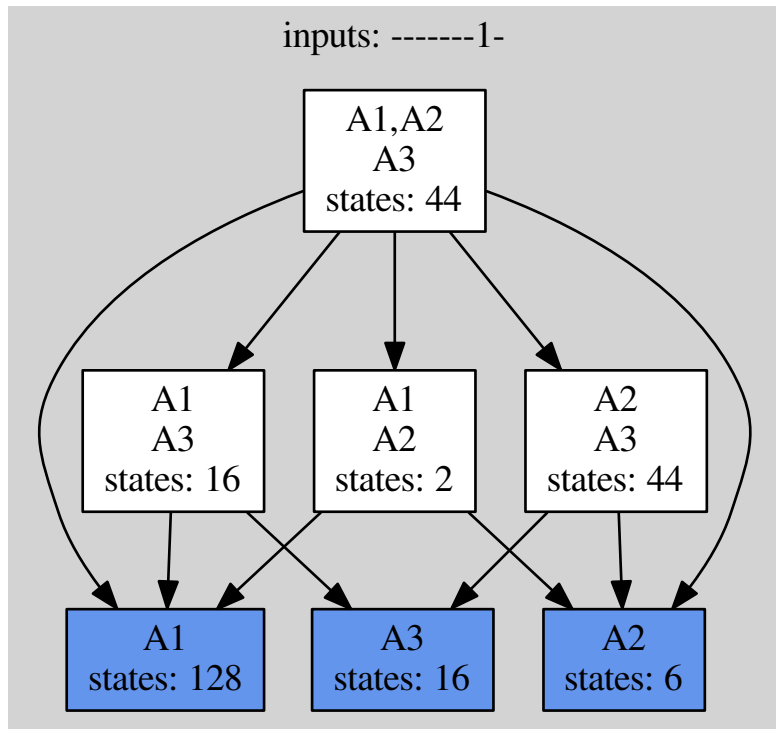 inputs: -------1-
A1,A2
A3
states: 44
A1
A3
states: 16
A1
A2
states: 2
A2
A3
states: 44
A1
states: 128
A3
states: 16
A2
states: 6